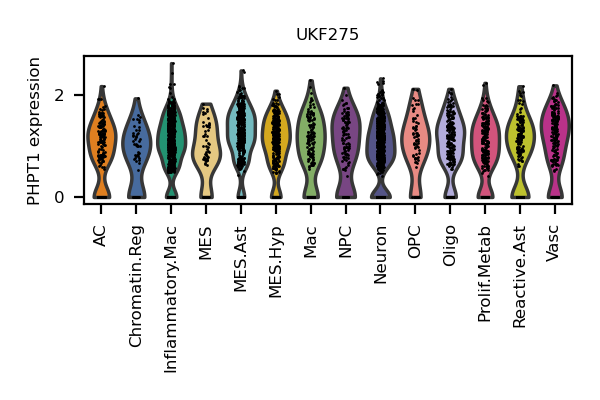 UKF275
PHPT1 expression
2
0
AC
Chromatin.Reg
Inflammatory.Mac
MES
MES.Ast
MES.Hyp
Mac
NPC
Neuron
OPC
Oligo
Prolif.Metab
Reactive.Ast
Vasc